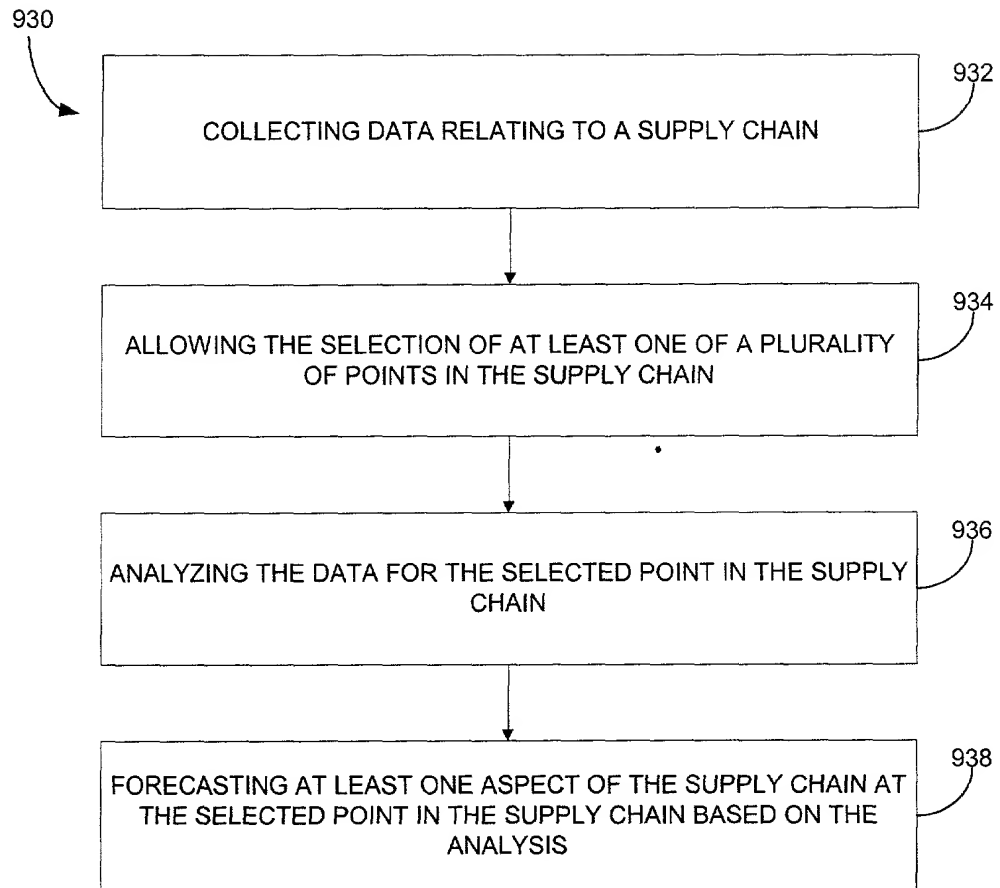 930
932
COLLECTING DATA RELATING TO A SUPPLY CHAIN
934
ALLOWING THE SELECTION OF AT LEAST ONE OF A PLURALITY
OF POINTS IN THE SUPPLY CHAIN
936
ANALYZING THE DATA FOR THE SELECTED POINT IN THE SUPPLY
CHAIN
938
FORECASTING AT LEAST ONE ASPECT OF THE SUPPLY CHAIN AT
THE SELECTED POINT IN THE SUPPLY CHAIN BASED ON THE
ANALYSIS